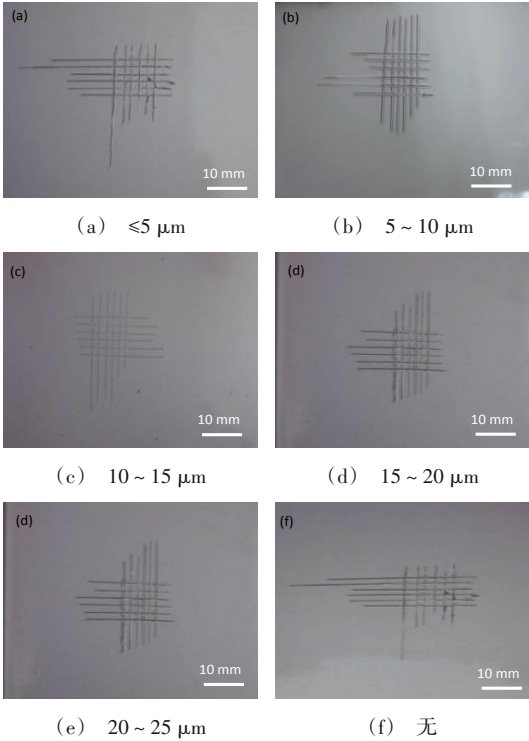 (a)
10 mm
(b)
10 mm
(a) ≤5 μm
(b) 5 ~ 10 μm
(c)
10 mm
(d)
10 mm
(c) 10 ~ 15 μm
(d) 15 ~ 20 μm
(d)
10 mm
(f)
10 mm
(e) 20 ~ 25 μm
(f) 无